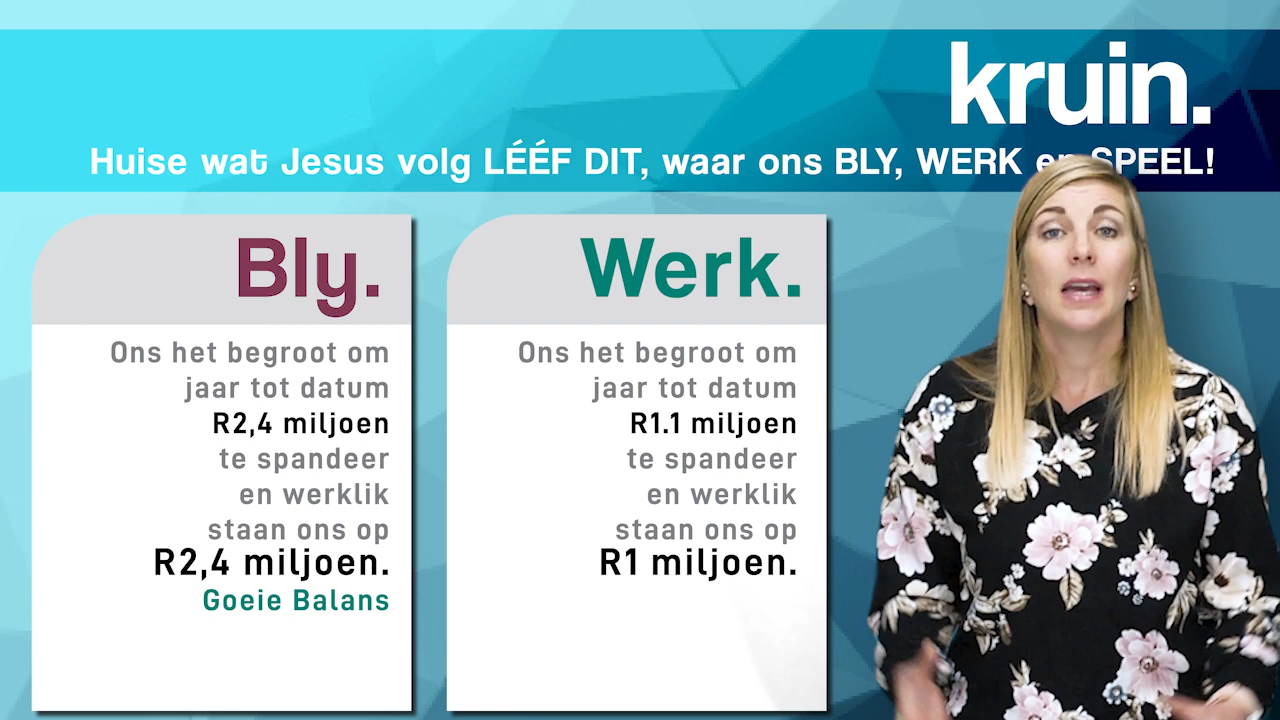 kruin.
Huise wat Jesus volg LÉÉF DIT, waar ons BLY, WERK en SPEEL!
Bly.
Ons het begroot om
jaar tot datum
R2,4 miljoen
te spandeer
en werklik
staan ons op
R2,4 miljoen.
Goeie Balans
Werk.
Ons het begroot om
jaar tot datum
R1.1 miljoen
te spandeer
en werklik
staan ons op
R1 miljoen.